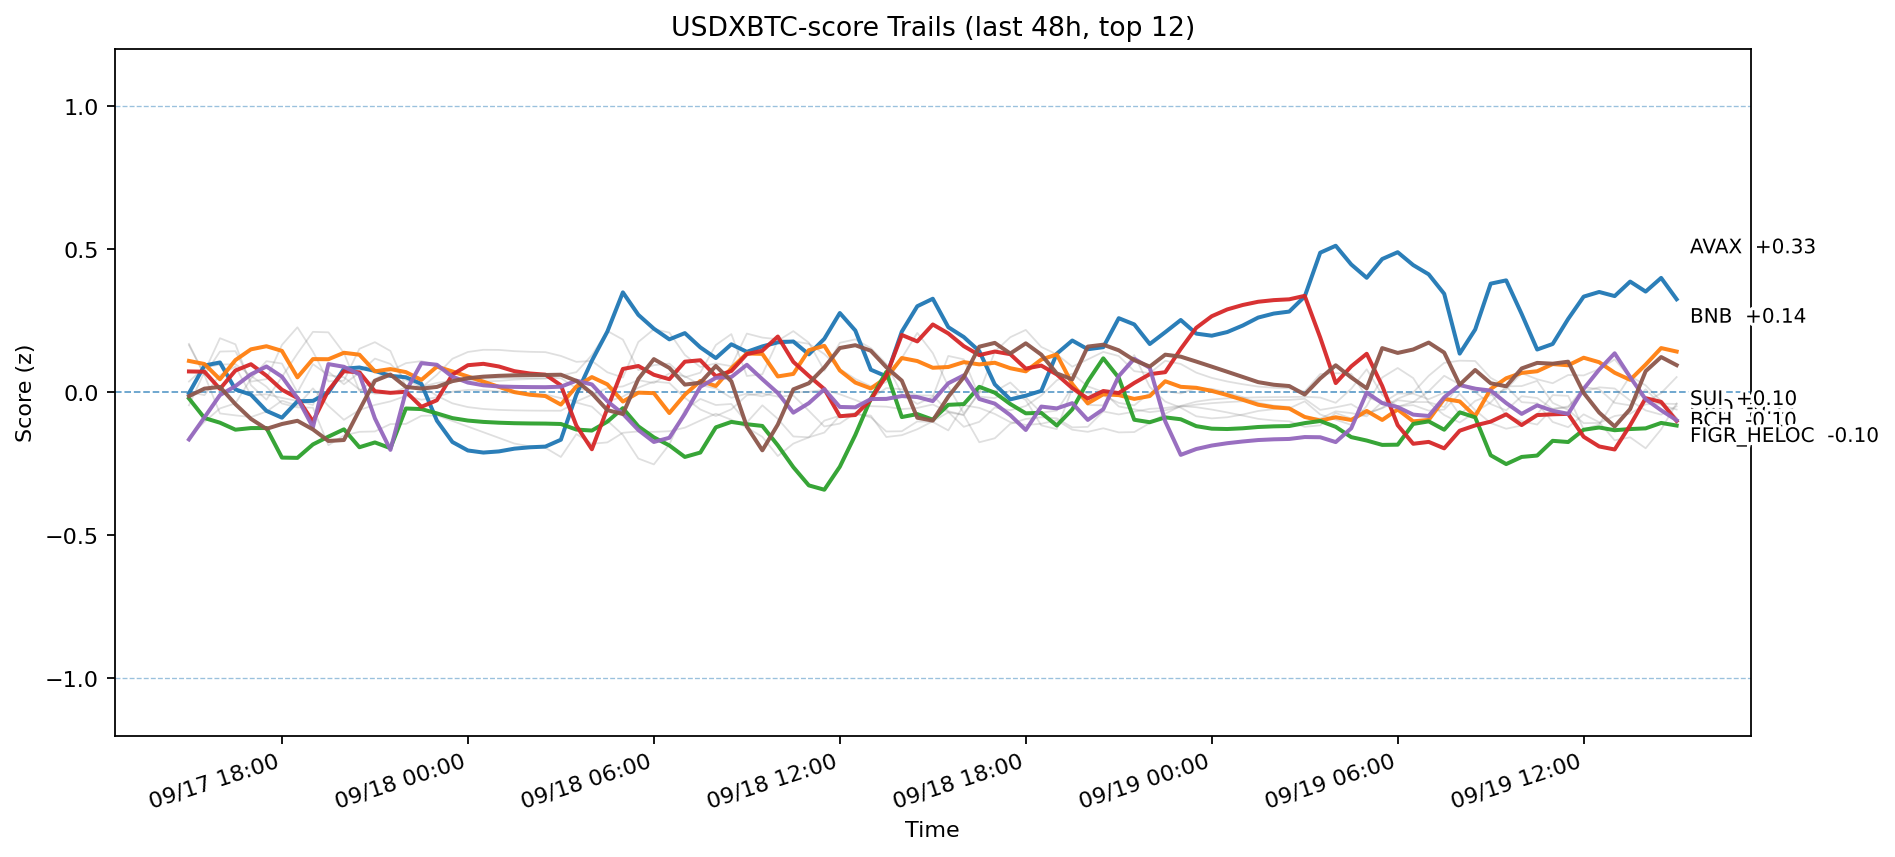 USDXBTC-score Trails (last 48h, top 12)
Score (z)
1.0
0.5
0.0
−0.5
−1.0
AVAX +0.33
BNB +0.14
SUI +0.10
BCH -0.10
FIGR_HELOC -0.10
09/17 18:00
09/18 00:00
09/18 06:00
09/18 12:00
09/18 18:00
09/19 00:00
09/19 06:00
09/19 12:00
Time